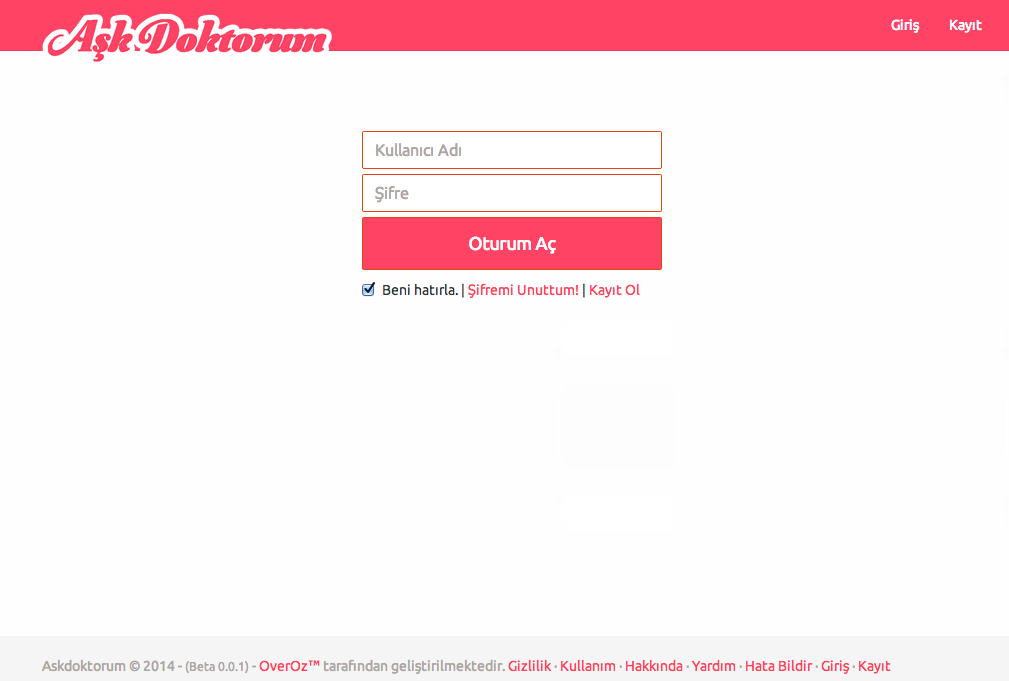 Aşk Doktorum
Giriş Kayıt
Kullanıcı Adı
Şifre
Oturum Aç
Beni hatırla. | Şifremi Unuttum! | Kayıt Ol
Askdoktorum © 2014 - (Beta 0.0.1) - OverOz™ tarafından geliştirilmektedir. Gizlilik · Kullanım · Hakkında · Yardım · Hata Bildir · Giriş · Kayıt